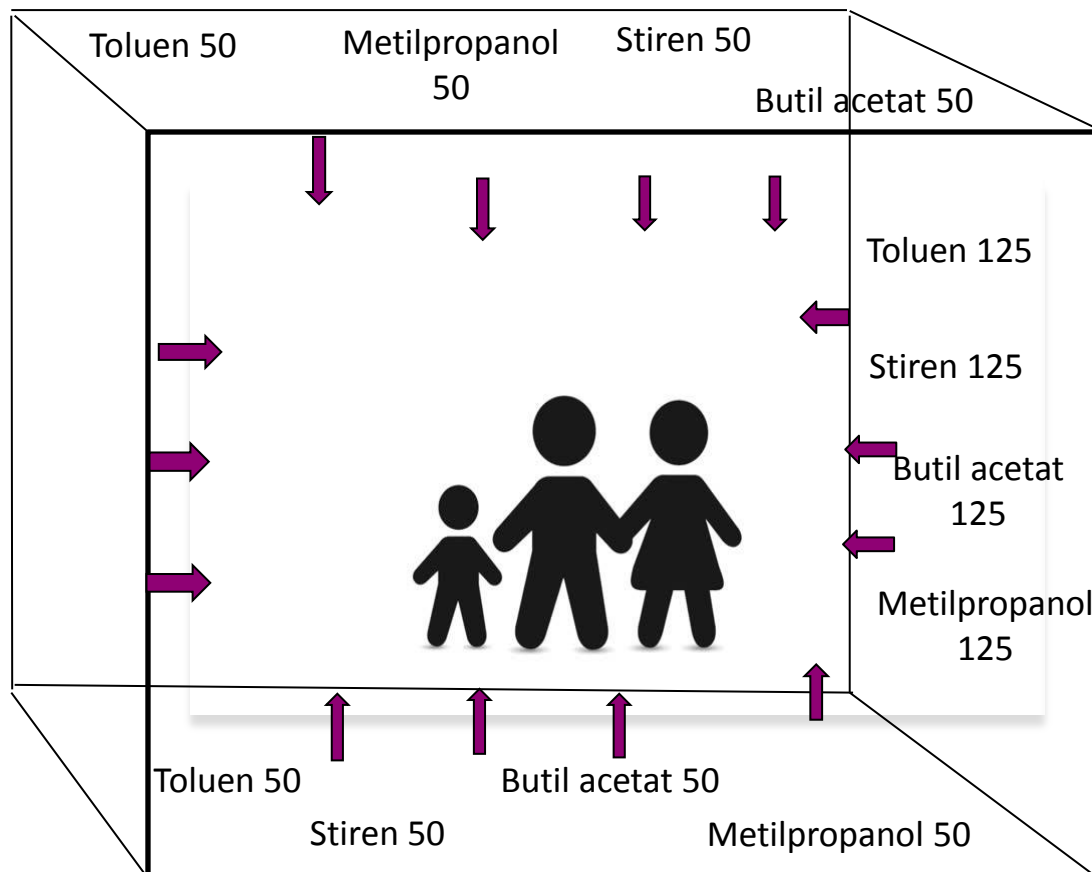 Toluen 50
Metilpropanol
50
Stiren 50
Butil acetat 50
Toluen 125
Stiren 125
Butil acetat
125
Metilpropanol
125
Toluen 50
Butil acetat 50
Stiren 50
Metilpropanol 50